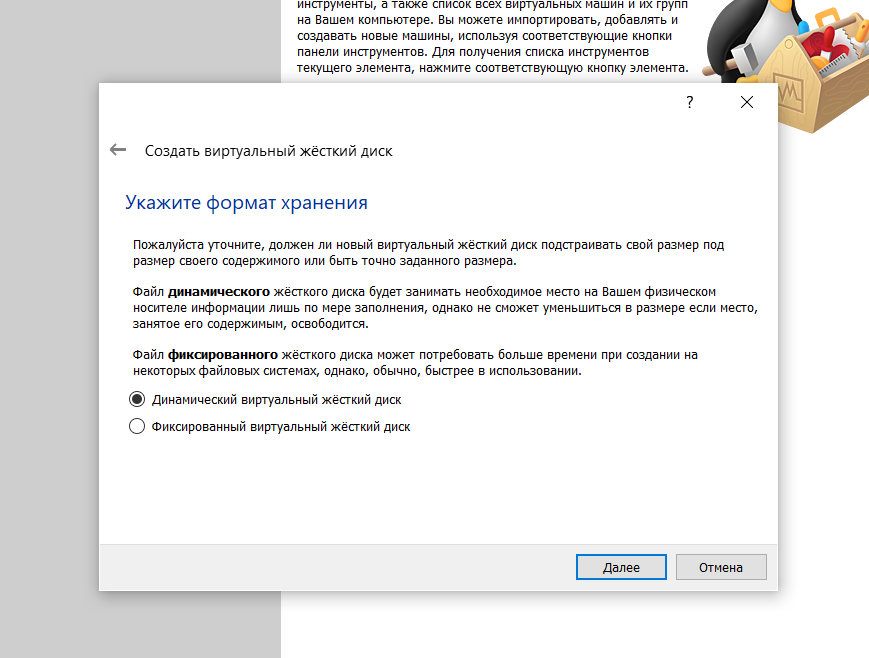 инструменты, а также список всех виртуальных машин и их групп
на Вашем компьютере. Вы можете импортировать, добавлять и
создавать новые машины, используя соответствующие кнопки
панели инструментов. Для получения списка инструментов
текущего элемента, нажмите соответствующую кнопку элемента.
?
Создать виртуальный жёсткий диск
Укажите формат хранения
Пожалуйста уточните, должен ли новый виртуальный жёсткий диск подстраивать свой размер под
размер своего содержимого или быть точно заданного размера.
Файл динамического жёсткого диска будет занимать необходимое место на Вашем физическом
носителе информации лишь по мере заполнения, однако не сможет уменьшиться в размере если место,
занятое его содержимым, освободится.
Файл фиксированного жёсткого диска может потребовать больше времени при создании на
некоторых файловых системах, однако, обычно, быстрее в использовании.
Динамический виртуальный жёсткий диск
Фиксированный виртуальный жёсткий диск
Далее
Отмена